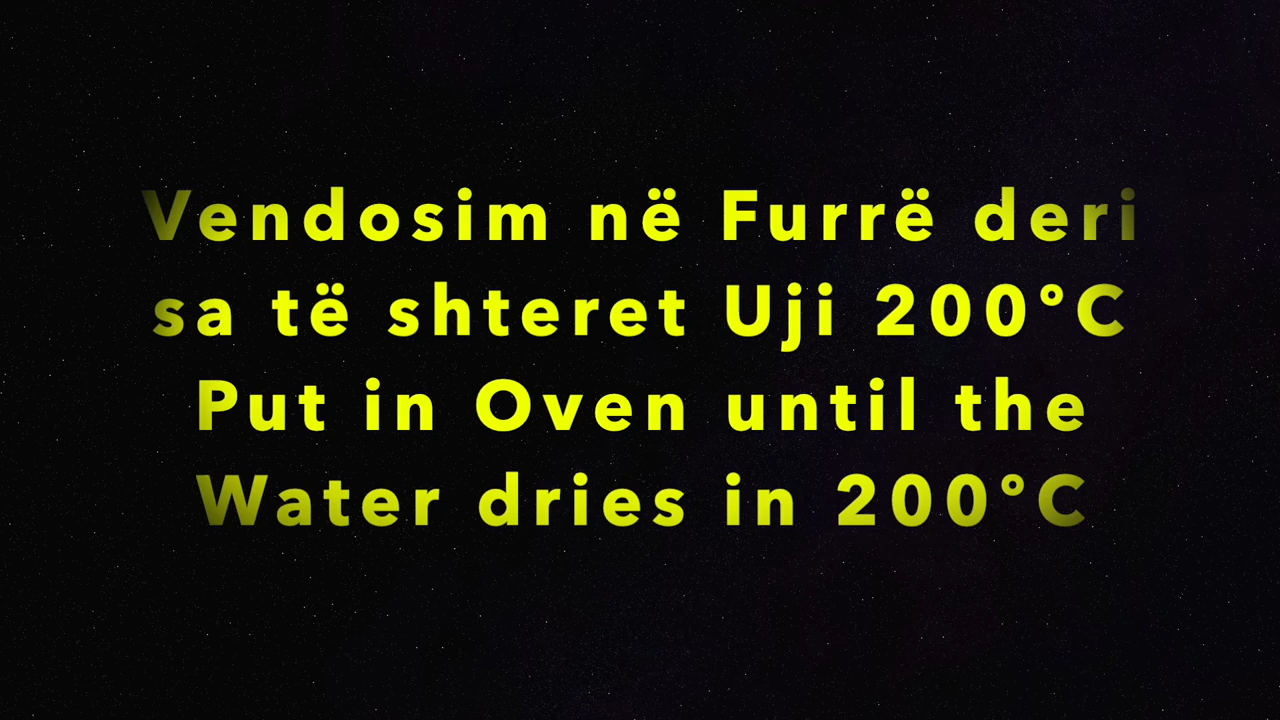 Vendosim në Furrë deri
sa të shteret Uji 200°C
Put in Oven until the
Water dries in 200°C